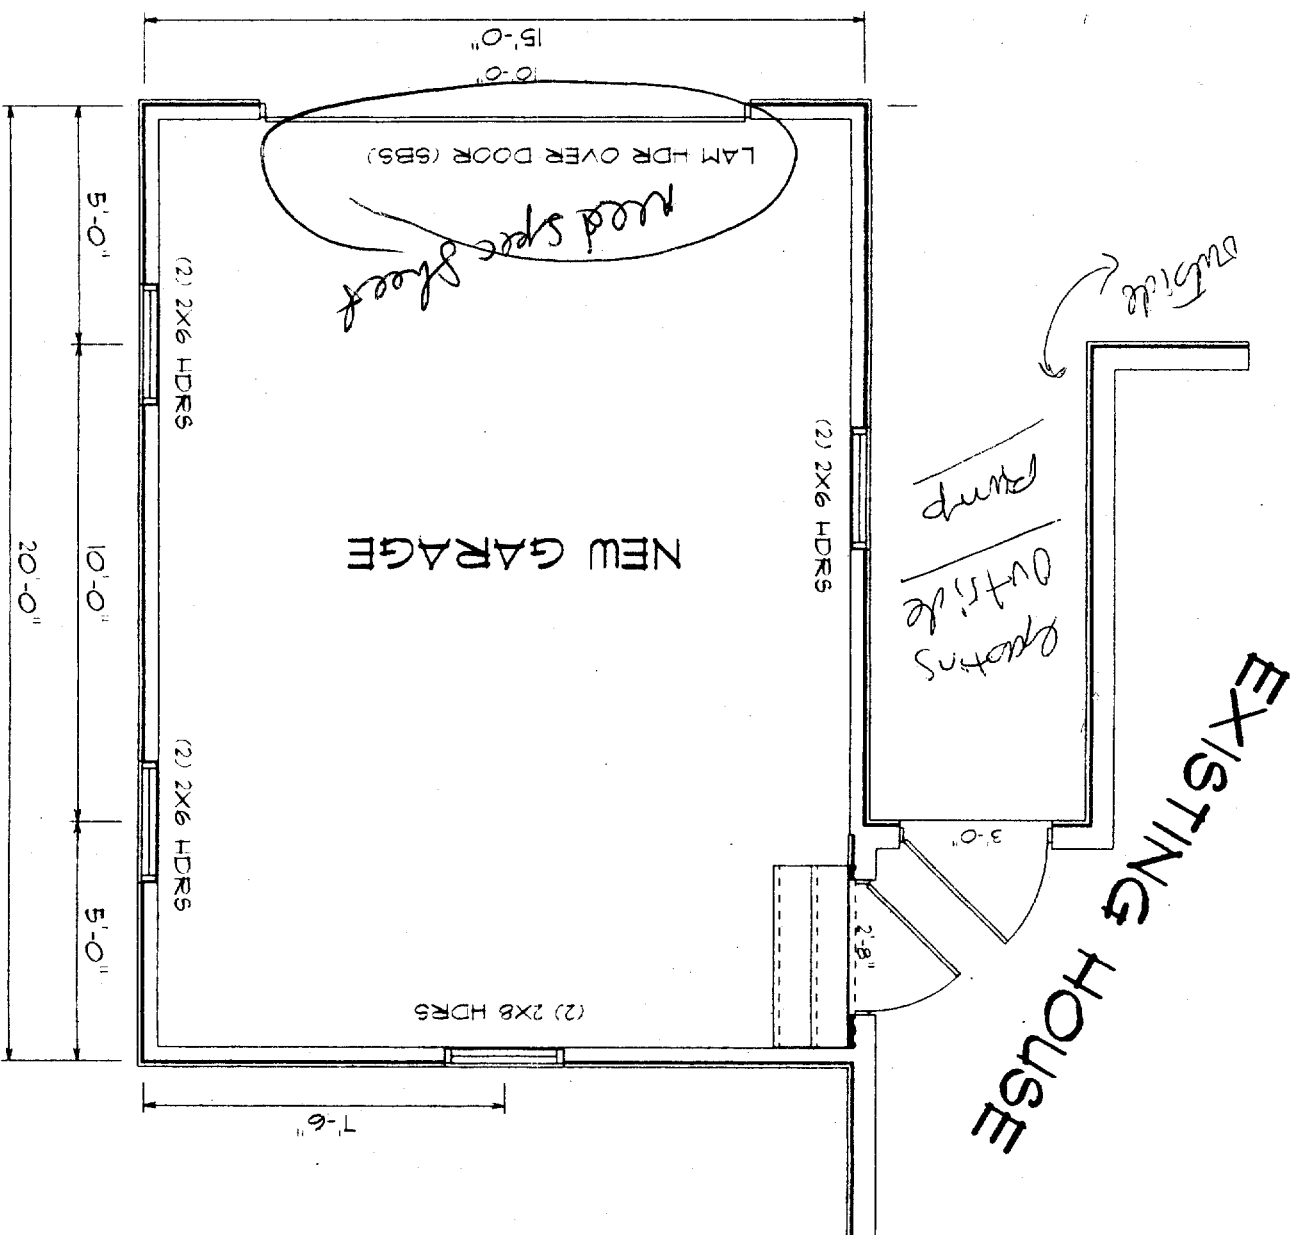 15'-0"
10'-0"
LAM HDR OVER DOOR (SBS)
need spec sheet
5'-0"
(2) 2X6 HDRS
outside
(2) 2X6 HDRS
pump
Outside
NEW GARAGE
10'-0"
20'-0"
EXISTING HOUSE
(2) 2X6 HDRS
3'-0"
2'-8"
5'-0"
(2) 2X8 HDRS
7'-6"